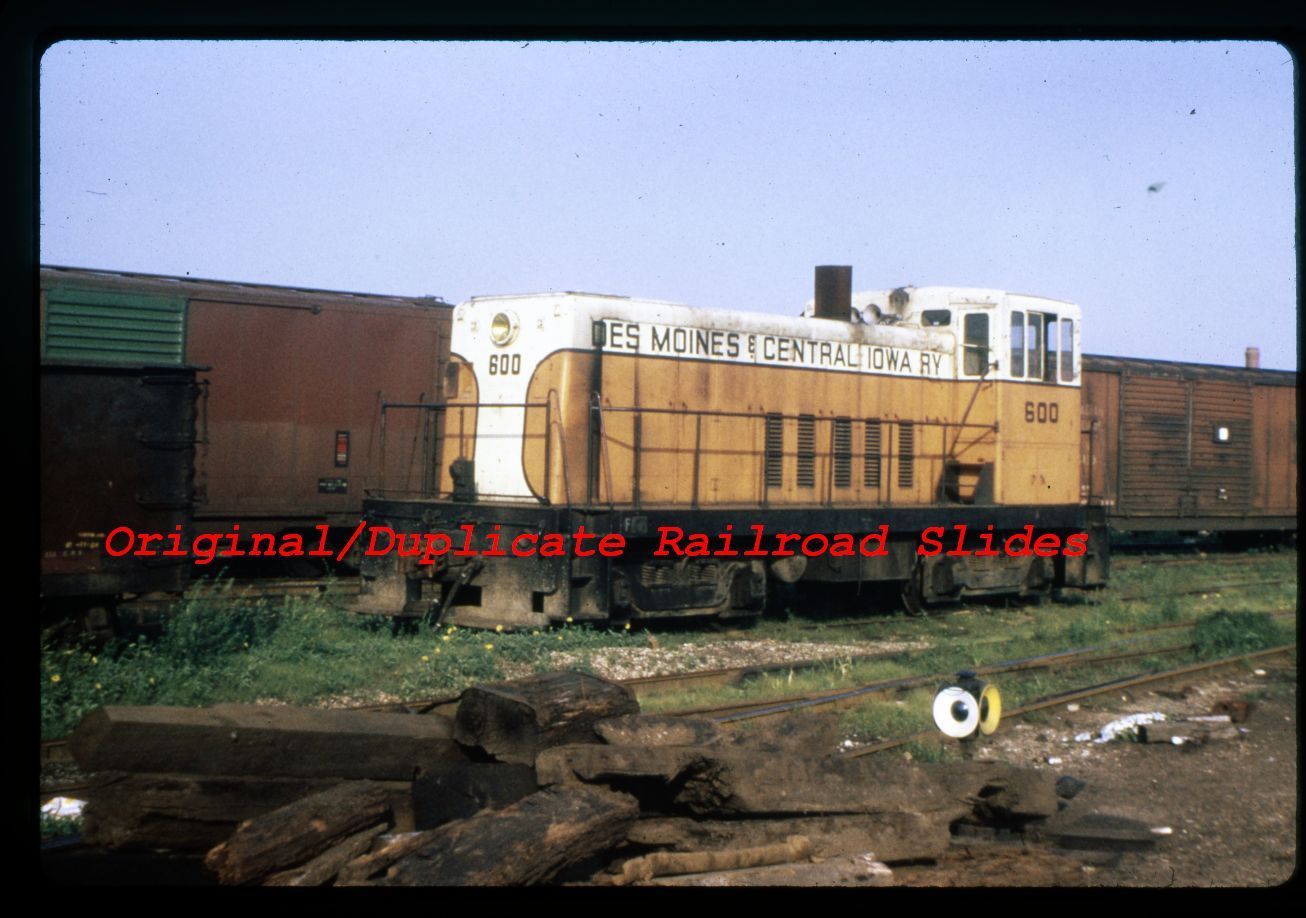 600
DES MOINES & CENTRAL IOWA RY
600
Original/Duplicate Railroad Slides